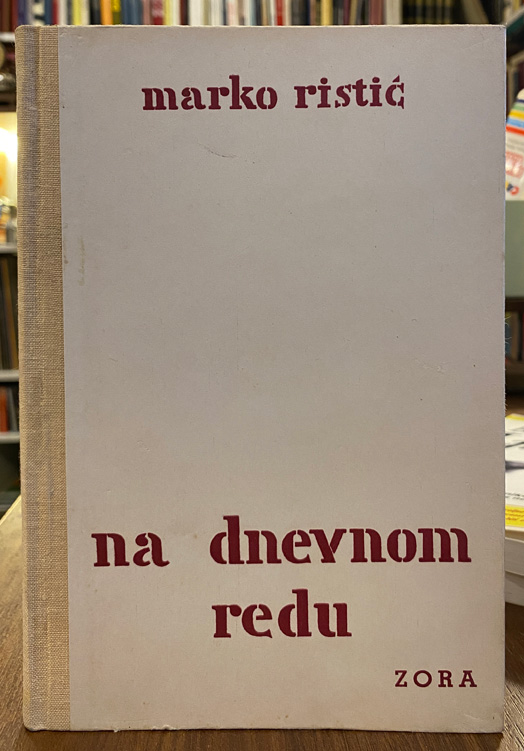 marko ristić
na dnevnom
redu
ZORA